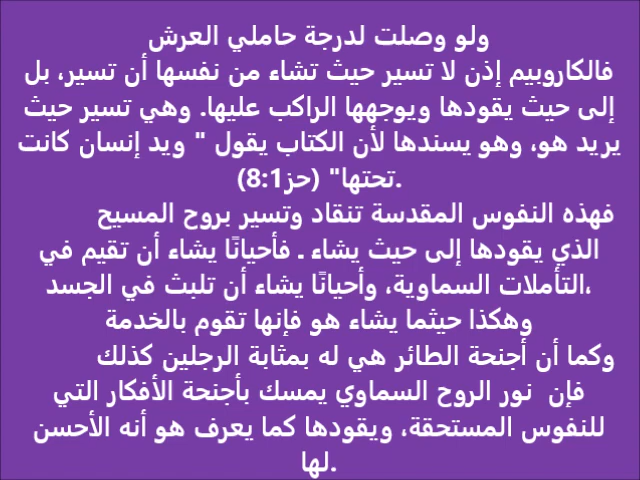 ولو وصلت لدرجة حاملي العرش
فالكاروبيم إذن لا تسير حيث تشاء من نفسها أن تسير، بل
إلى حيث يقودها ويوجهها الراكب عليها. وهي تسير حيث
يريد هو، وهو يسندها لأن الكتاب يقول " ويد إنسان كانت
تحتها" (حز8:1).
فهذه النفوس المقدسة تنقاد وتسير بروح المسيح
الذي يقودها إلى حيث يشاء ـ فأحيانًا يشاء أن تقيم في
التأملات السماوية، وأحيانًا يشاء أن تلبث في الجسد،
وهكذا حيثما يشاء هو فإنها تقوم بالخدمة
وكما أن أجنحة الطائر هي له بمثابة الرجلين كذلك
فإن نور الروح السماوي يمسك بأجنحة الأفكار التي
للنفوس المستحقة، ويقودها كما يعرف هو أنه الأحسن
لها.